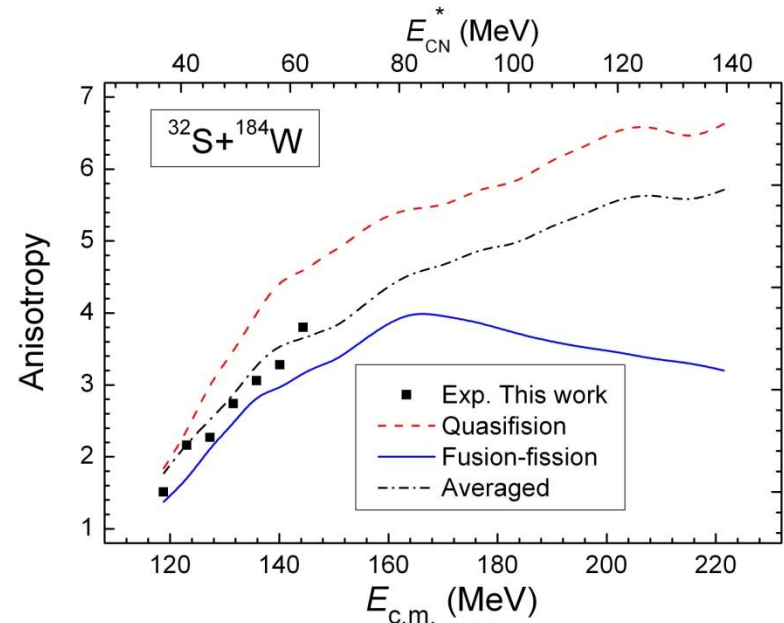 E*CN (MeV)
40 60 80 100 120 140
7
32S+184W
6
5
Anisotropy
4
3
2
1
Exp. This work
Quasifision
Fusion-fission
Averaged
120 140 160 180 200 220
Ec.m. (MeV)